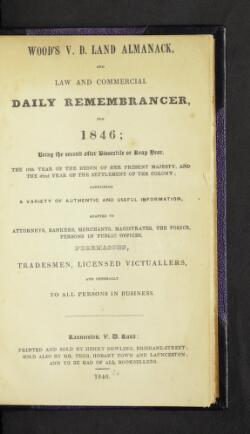 WOOD'S V. D. LAND ALMANACK,
AND
LAW AND COMMERCIAL
DAILY REMEMBRANCER,
FOR
1846;
Being the second after Bissextile or Leap Year.
THE 10th YEAR OF THE REIGN OF HER PRESENT MAJESTY, AND
THE 43rd YEAR OF THE SETTLEMENT OF THE COLONY;
CONTAINING
A VARIETY OF AUTHENTIC AND USEFUL INFORMATION;
ADAPTED TO
ATTORNEYS, BANKERS, MERCHANTS, MAGISTRATES, THE POLICE,
PERSONS IN PUBLIC OFFICES,
FREEMASONS,
TRADESMEN, LICENSED VICTUALLERS,
AND GENERALLY
TO ALL PERSONS IN BUSINESS.
Launceston, V. D. Land:
PRINTED AND SOLD BY HENRY DOWLING, BRISBANE-STREET;
SOLD ALSO BY MR. HOBART TOWN AND LAUNCESTON;
AND TO BE HAD OF ALL BOOKSELLERS.
1846.